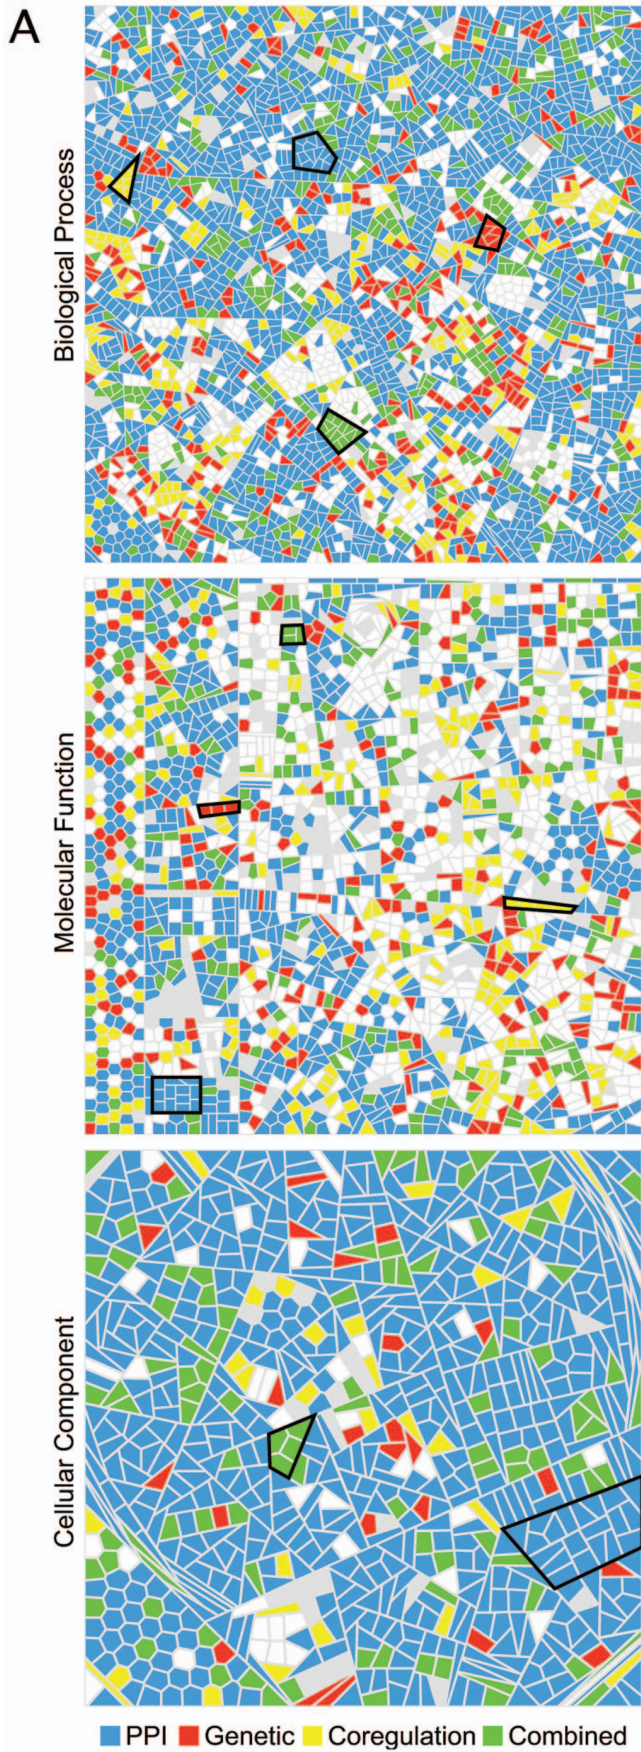 A
Biological Process
Molecular Function
Cellular Component
PPI Genetic Coregulation Combined